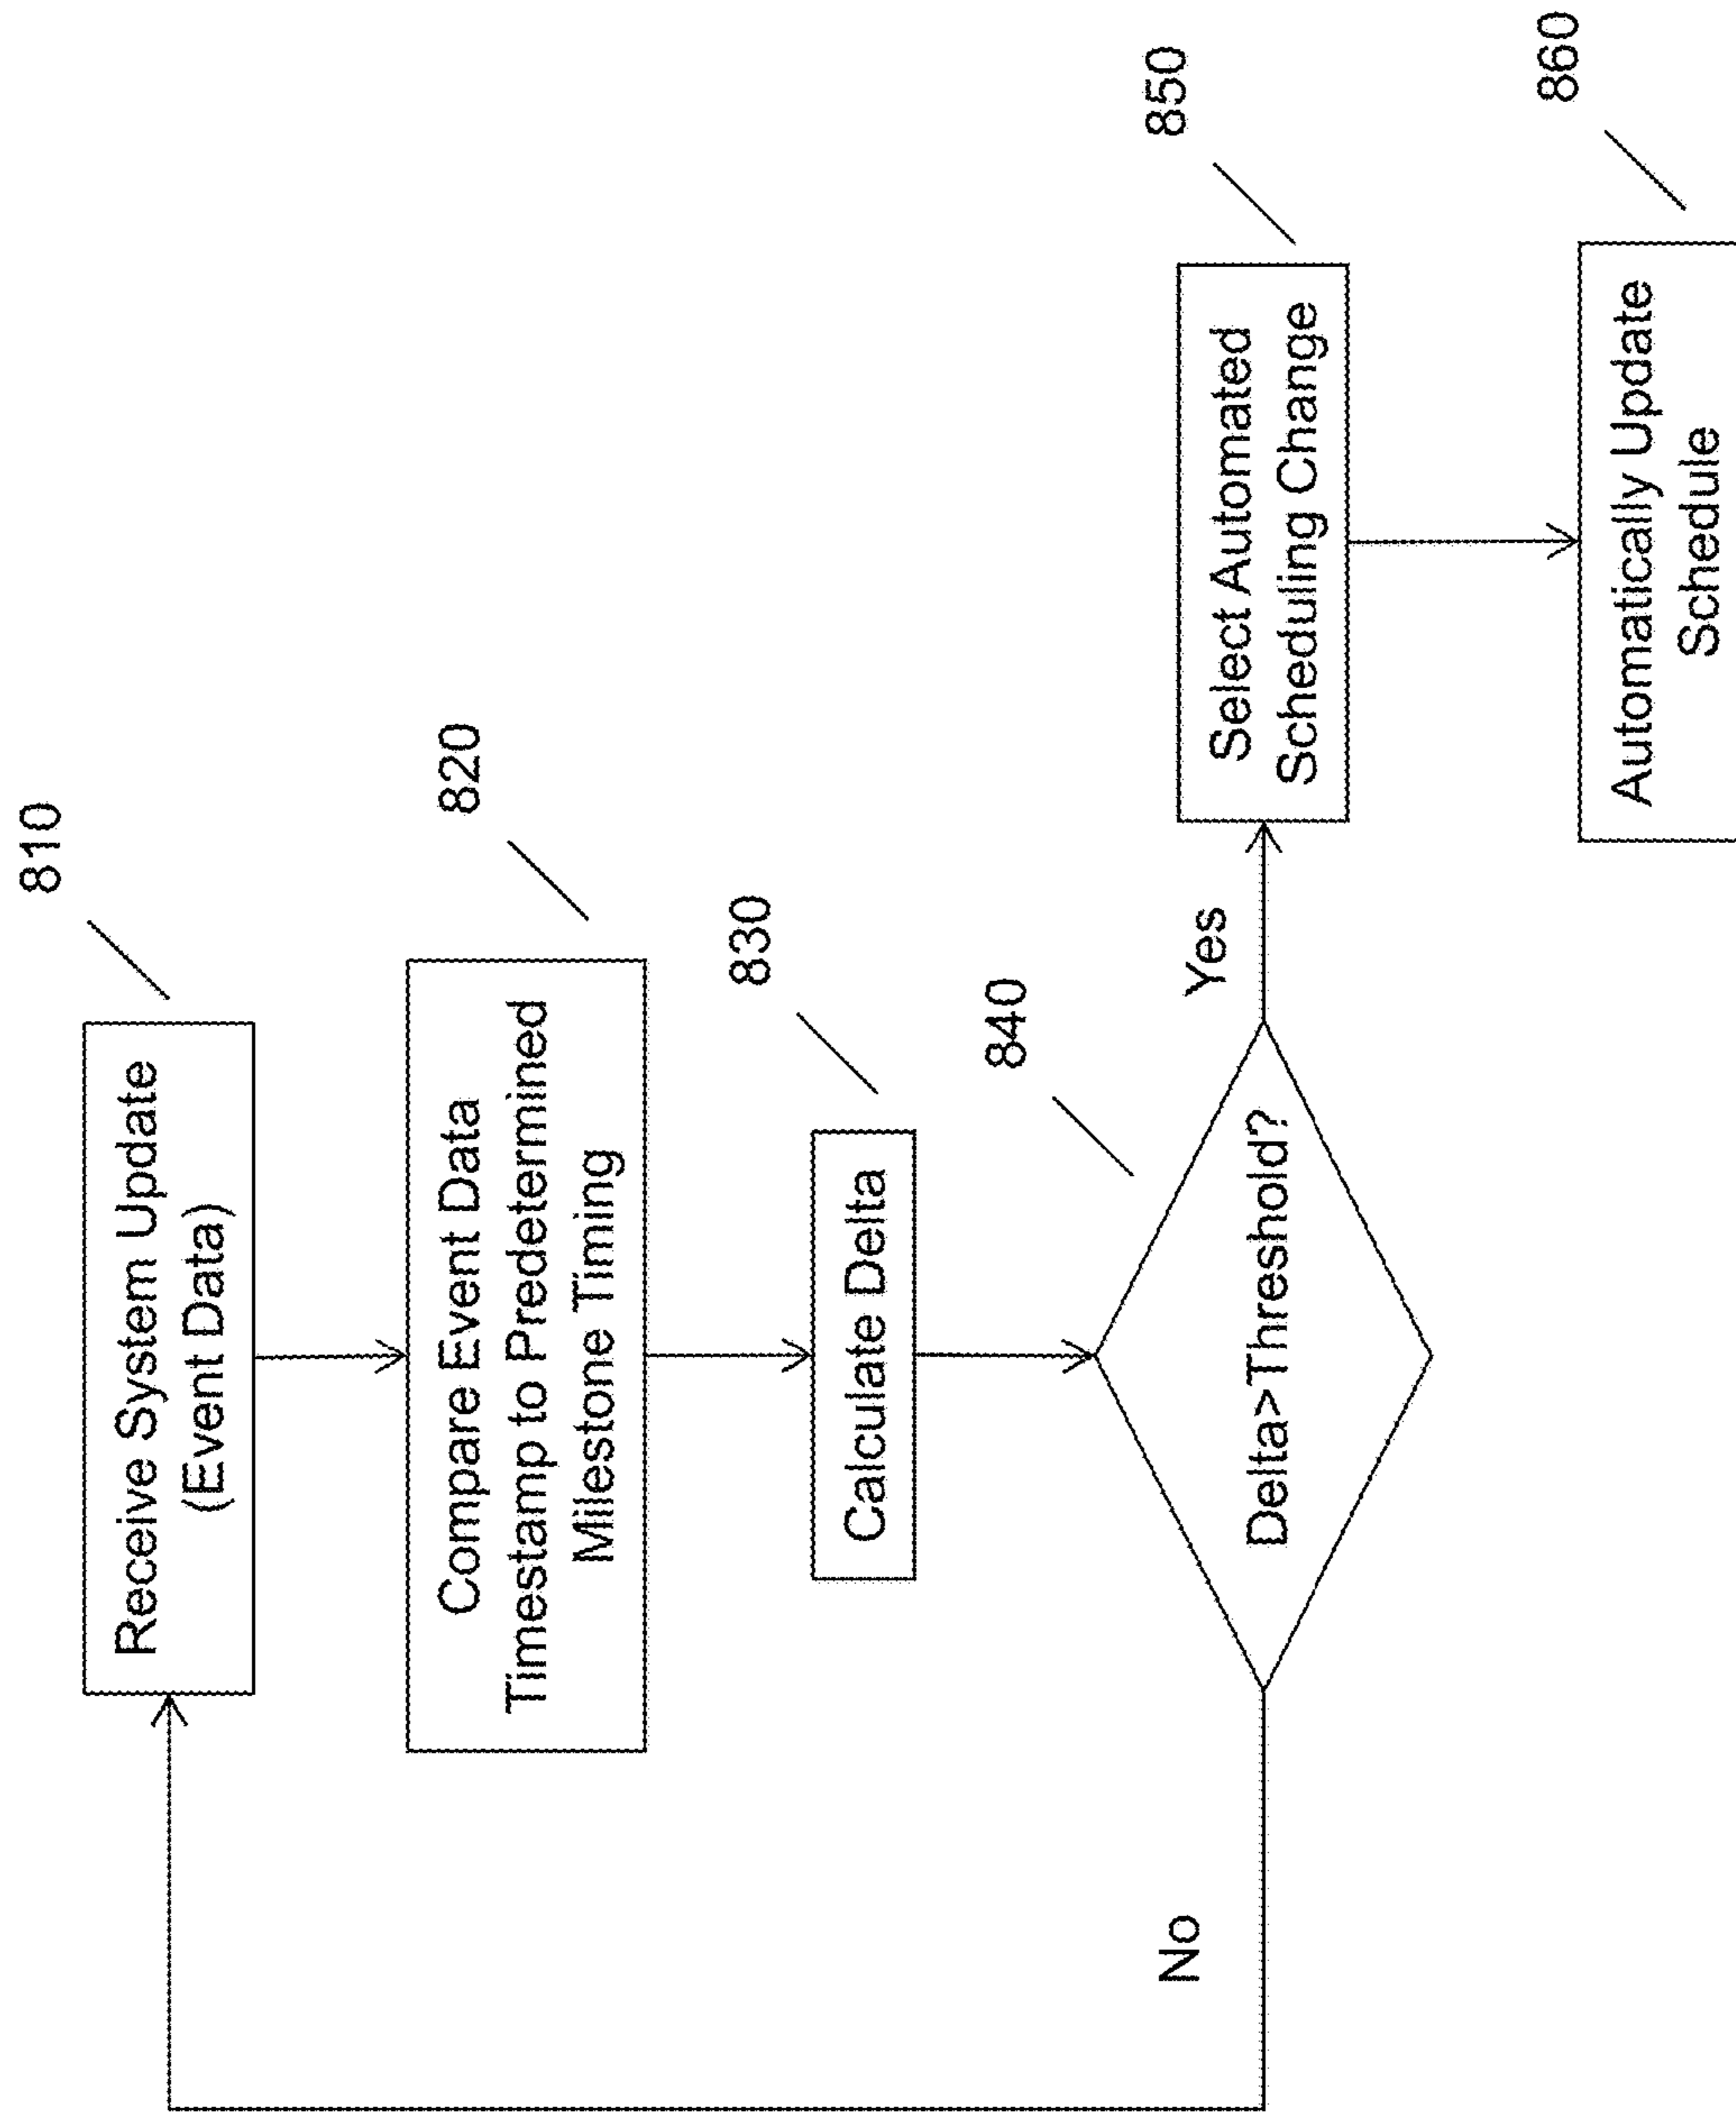 810
Receive System Update
(Event Data)
820
Compare Event Data
Timestamp to Predetermined
Milestone Timing
830
Calculate Delta
840
Delta>Threshold?
No
Yes
850
Select Automated
Scheduling Change
860
Automatically Update
Schedule